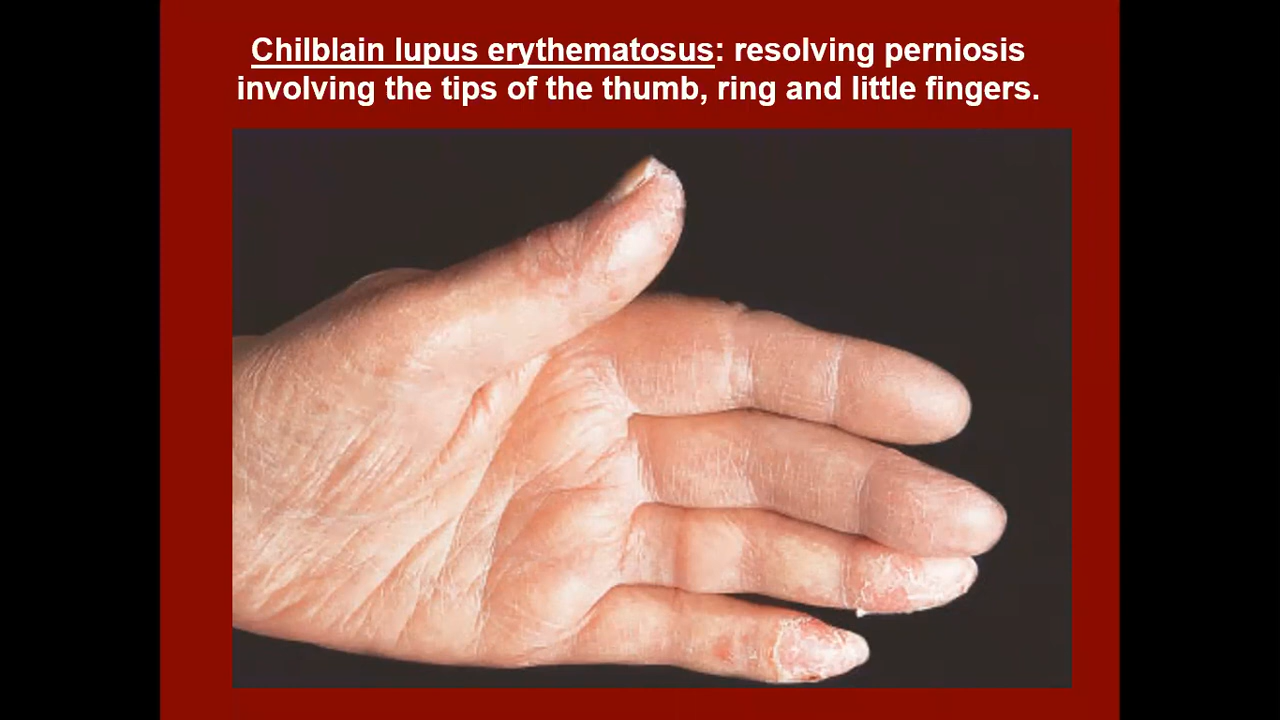 Chilblain lupus erythematosus: resolving perniosis
involving the tips of the thumb, ring and little fingers.